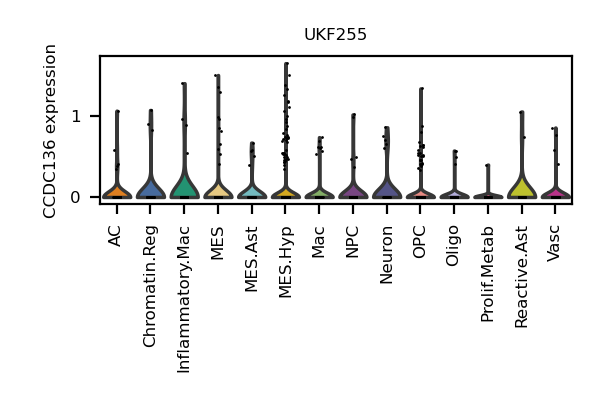 UKF255
CCDC136 expression
1
0
AC
Chromatin.Reg
Inflammatory.Mac
MES
MES.Ast
MES.Hyp
Mac
NPC
Neuron
OPC
Oligo
Prolif.Metab
Reactive.Ast
Vasc